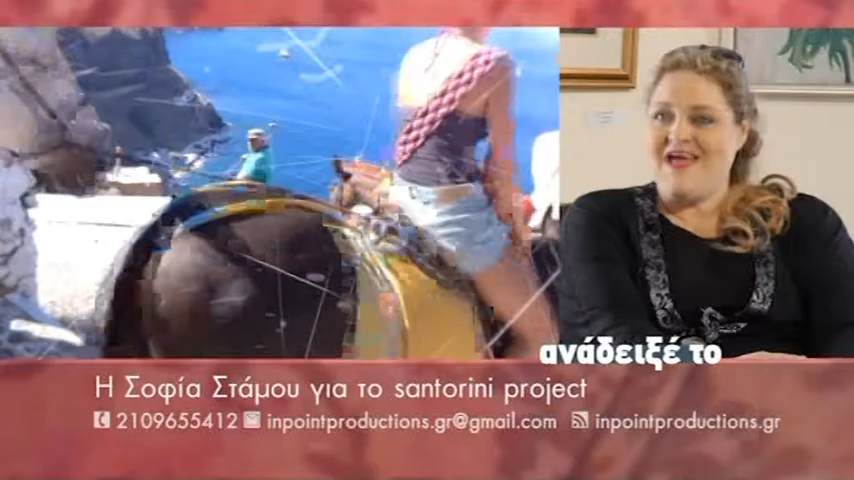 ανάδειξέ το
Η Σοφία Στάμου για το santorini project
2109655412 inpointproductions.gr@gmail.com inpointproductions.gr